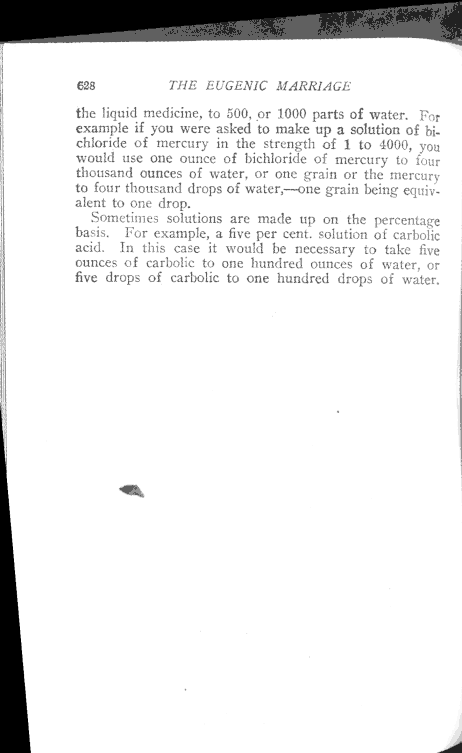 628 THE EUGENIC MARRIAGE
the liquid medicine, to 500, or 1000 parts of water. For
example if you were asked to make up a solution of bi-
chloride of mercury in the strength of 1 to 4000, you
would use one ounce of bichloride of mercury to four
thousand ounces of water, or one grain or the mercury
to four thousand drops of water,—one grain being equiv-
alent to one drop.
Sometimes solutions are made up on the percentage
basis. For example, a five per cent. solution of carbolic
acid. In this case it would be necessary to take five
ounces of carbolic to one hundred ounces of water, or
five drops of carbolic to one hundred drops of water.